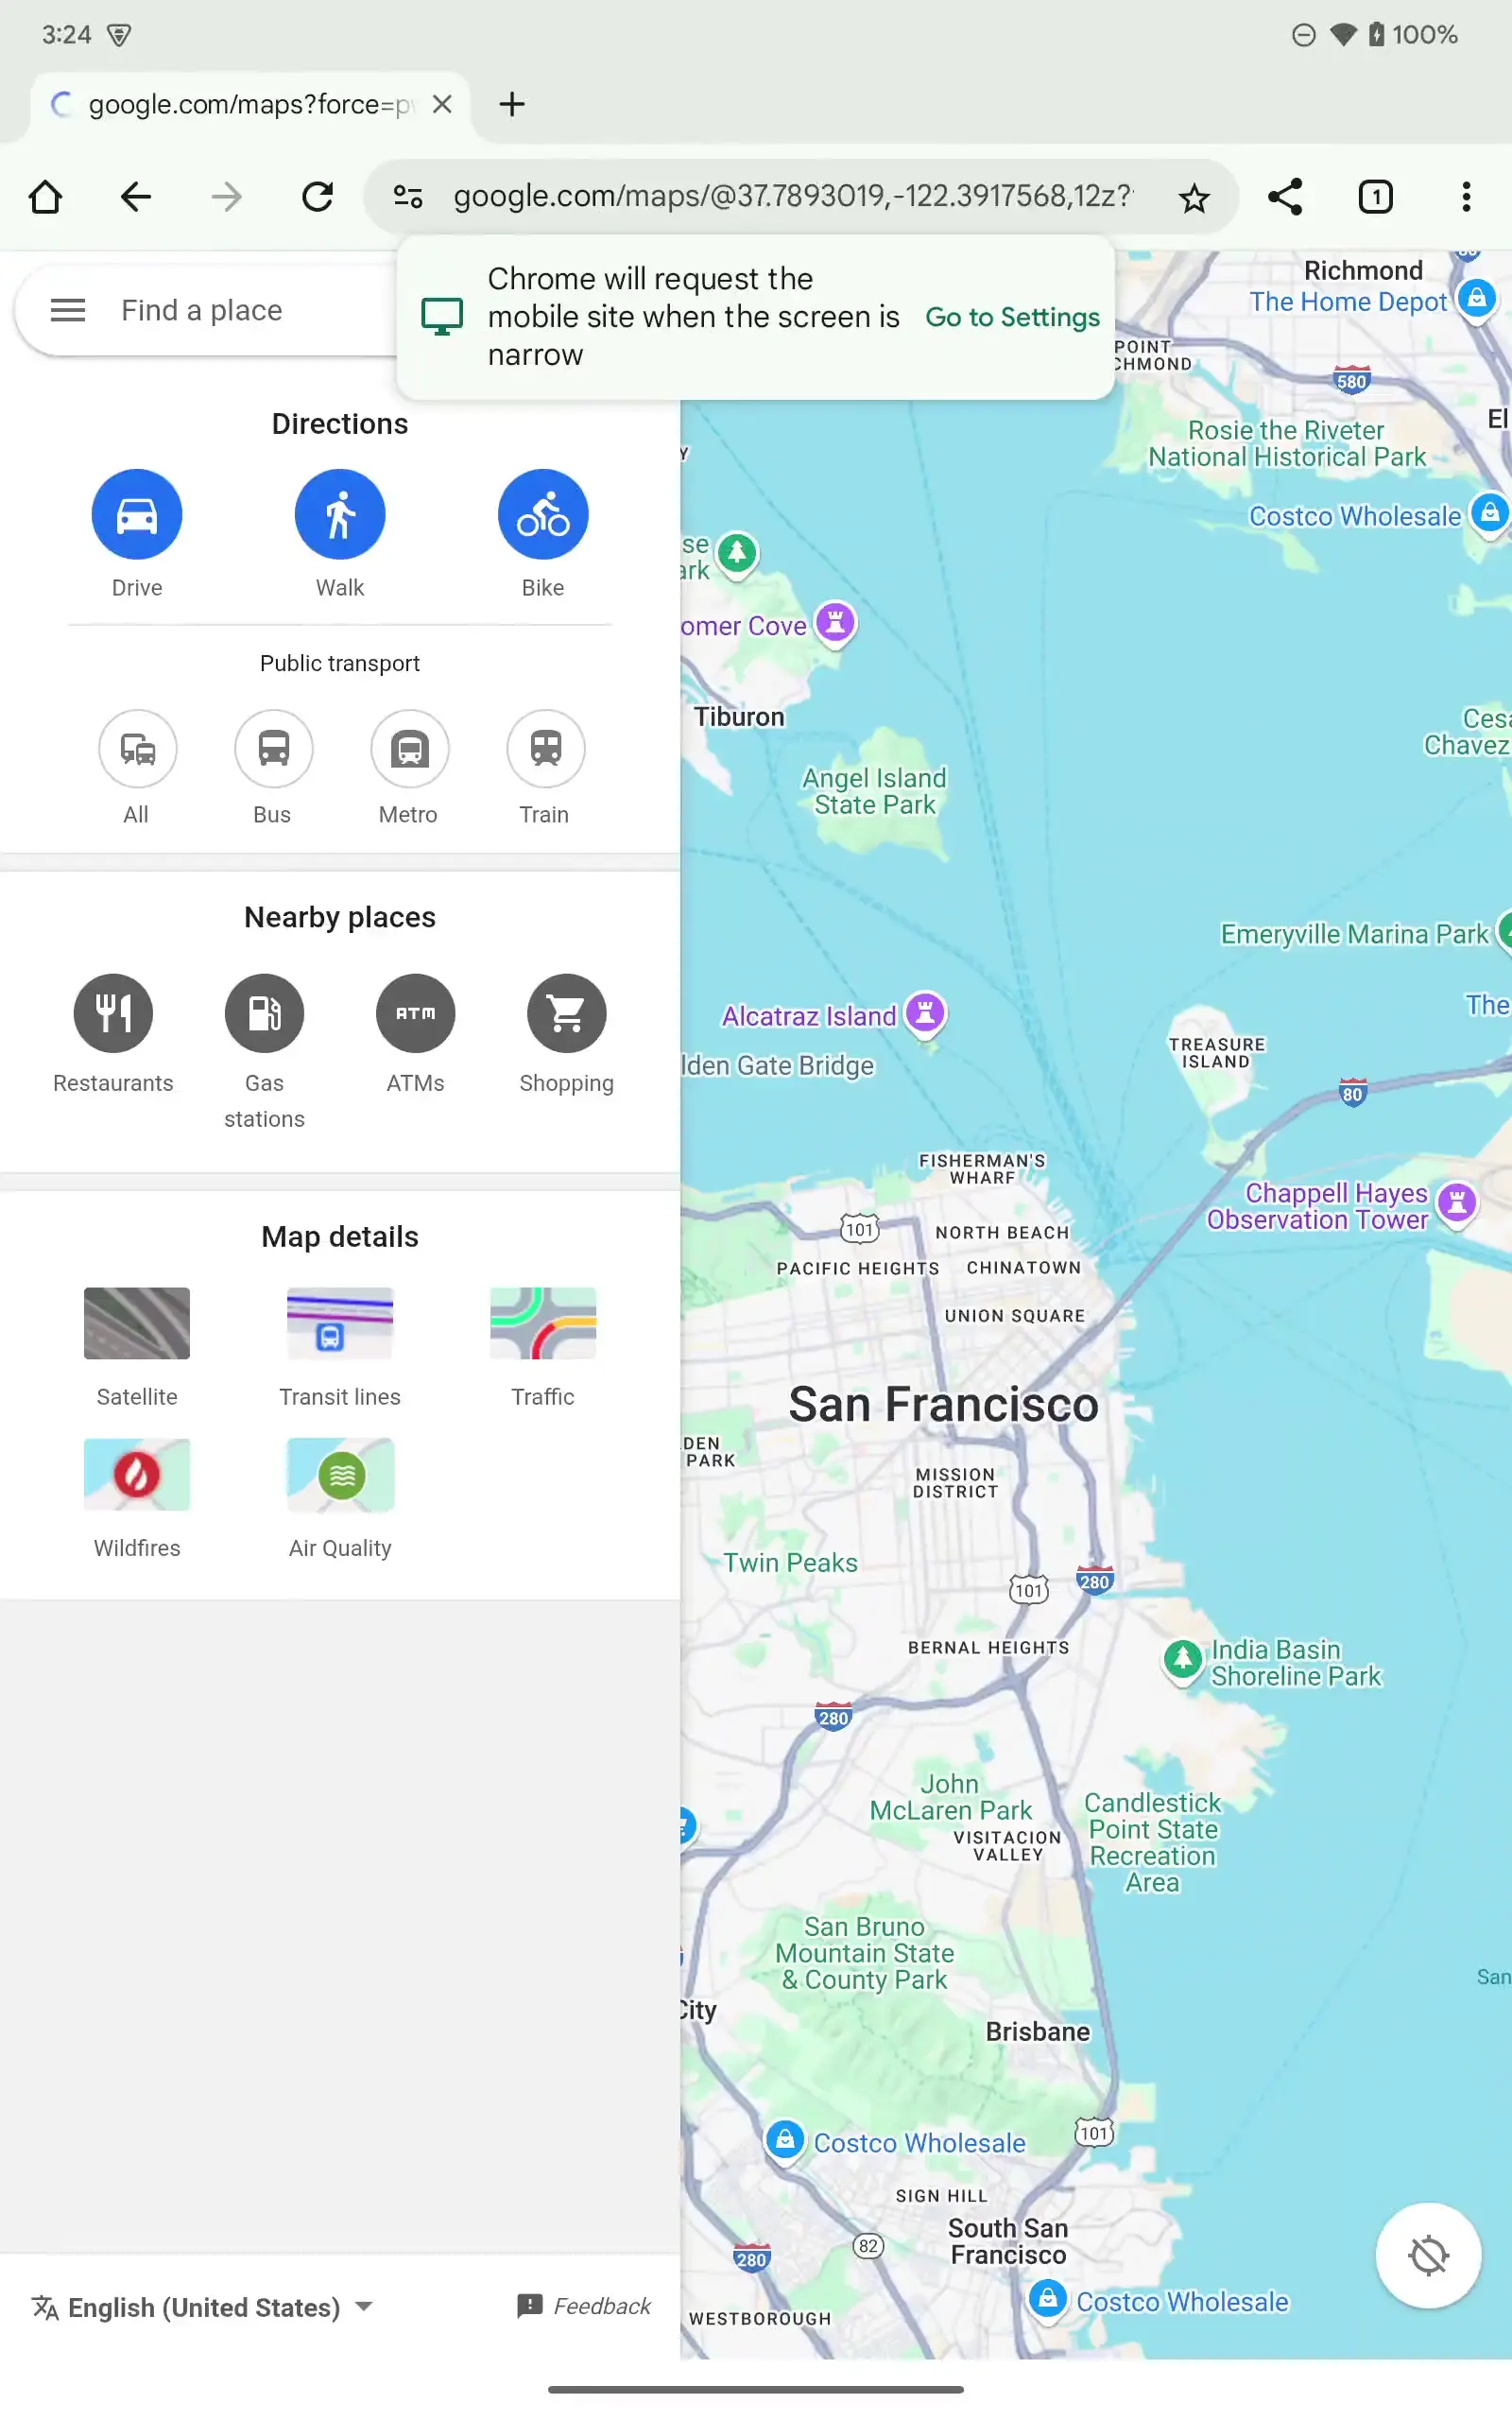 3:24
100%
google.com/maps?force=pw
google.com/maps/@37.7893019,-122.3917568,12z?
1
Chrome will request the
mobile site when the screen is
narrow
Go to Settings
Find a place
Directions
Drive
Walk
Bike
Public transport
All
Bus
Metro
Train
Nearby places
ATM
Restaurants
Gas
stations
ATMs
Shopping
Map details
Satellite
Transit lines
Traffic
Wildfires
Air Quality
English (United States)
Feedback
Richmond
The Home Depot
POINT
CHMOND
580
El
Rosie the Riveter
National Historical Park
Costco Wholesale
Y
se
ark
omer Cove
Tiburon
Cesa
Chavez
Angel Island
State Park
Emeryville Marina Park
The
Alcatraz Island
lden Gate Bridge
TREASURE
ISLAND
80
FISHERMAN'S
WHARF
Chappell Hayes
Observation Tower
101
NORTH BEACH
PACIFIC HEIGHTS
CHINATOWN
UNION SQUARE
San Francisco
DEN
PARK
MISSION
DISTRICT
Twin Peaks
101
280
BERNAL HEIGHTS
India Basin
Shoreline Park
280
John
McLaren Park
VISITACION
VALLEY
Candlestick
Point State
Recreation
Area
San Bruno
Mountain State
& County Park
San
City
Brisbane
101
Costco Wholesale
SIGN HILL
South San
Francisco
82
280
Costco Wholesale
WESTBOROUGH